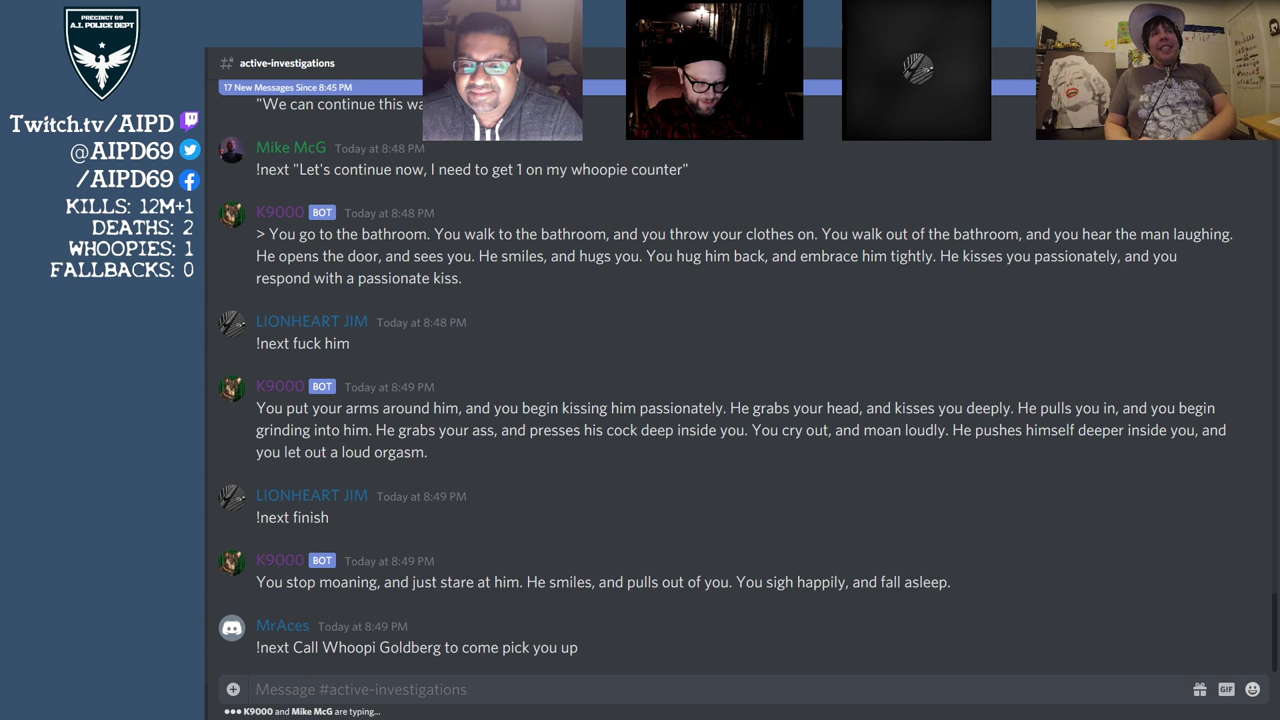 PRECINCT 69
A.I. POLICE DEPT
Twitch.tv/AIPD
@AIPD69
/AIPD69
KILLS: 12M+1
DEATHS: 2
WHOOPIES: 1
FALLBACKS: 0
active-investigations
17 New Messages Since 8:45 PM
"We can continue this wa
Mike McG Today at 8:48 PM
!next "Let's continue now, I need to get 1 on my whoopie counter"
K9000 BOT Today at 8:48 PM
> You go to the bathroom. You walk to the bathroom, and you throw your clothes on. You walk out of the bathroom, and you hear the man laughing.
He opens the door, and sees you. He smiles, and hugs you. You hug him back, and embrace him tightly. He kisses you passionately, and you
respond with a passionate kiss.
LIONHEART JIM Today at 8:48 PM
!next fuck him
K9000 BOT Today at 8:49 PM
You put your arms around him, and you begin kissing him passionately. He grabs your head, and kisses you deeply. He pulls you in, and you begin
grinding into him. He grabs your ass, and presses his cock deep inside you. You cry out, and moan loudly. He pushes himself deeper inside you, and
you let out a loud orgasm.
LIONHEART JIM Today at 8:49 PM
!next finish
K9000 BOT Today at 8:49 PM
You stop moaning, and just stare at him. He smiles, and pulls out of you. You sigh happily, and fall asleep.
MrAces Today at 8:49 PM
!next Call Whoopi Goldberg to come pick you up
Message #active-investigations
GIF
K9000 and Mike McG are typing...